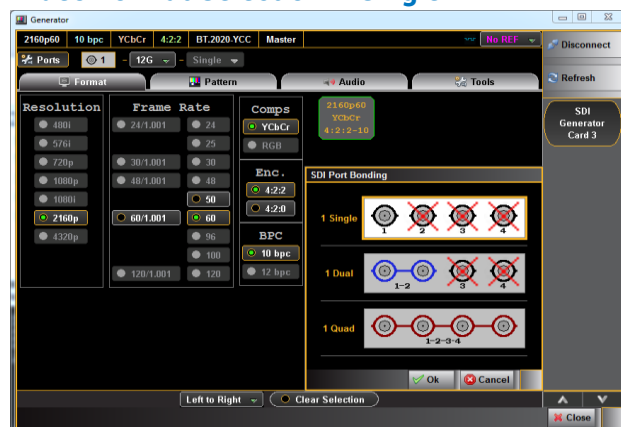 Generator
2160p60 10 bpc YCbCr 4:2:2 BT.2020-YCC Master No REF
Disconnect
Ports 1 - 12G - Single
Format Pattern Audio Tools
Refresh
Resolution Frame Rate Comps
2160p60
YCbCr
4:2:2-10
SDI
Generator
Card 3
480i 24/1.001 24 YCbCr
576i 25 RGB
720p 30/1.001 30
1080p 48/1.001 48 Enc.
SDI Port Bonding
1080i 50 4:2:2
2160p 60/1.001 60 4:2:0
1 Single 1 2 3 4
4320p 96 BPC
100 10 bpc
120/1.001 120 12 bpc
1 Dual 1-2 3 4
1 Quad 1-2-3-4
Ok Cancel
Left to Right Clear Selection
Close